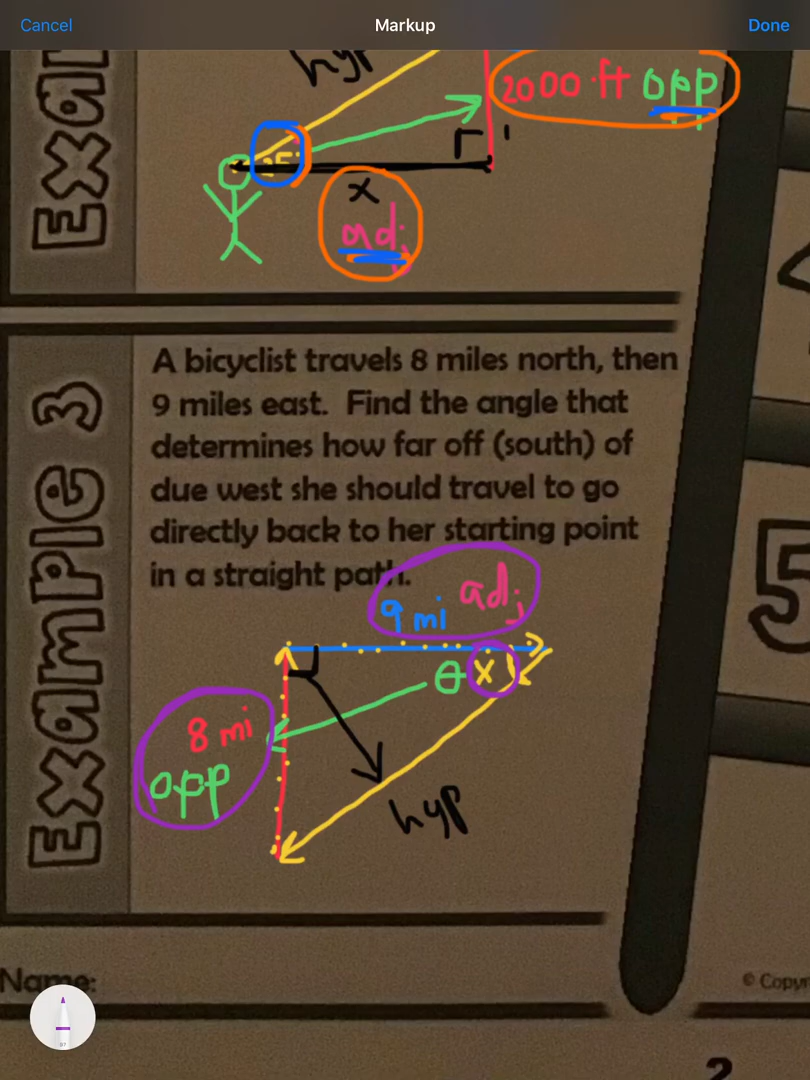 Cancel Markup Done
hyp
2000 ft opp
x
adj
Example 3
A bicyclist travels 8 miles north, then
9 miles east. Find the angle that
determines how far off (south) of
due west she should travel to go
directly back to her starting point
in a straight path.
9 mi adj
θ x
8 mi
opp
hyp
5
Name:
2